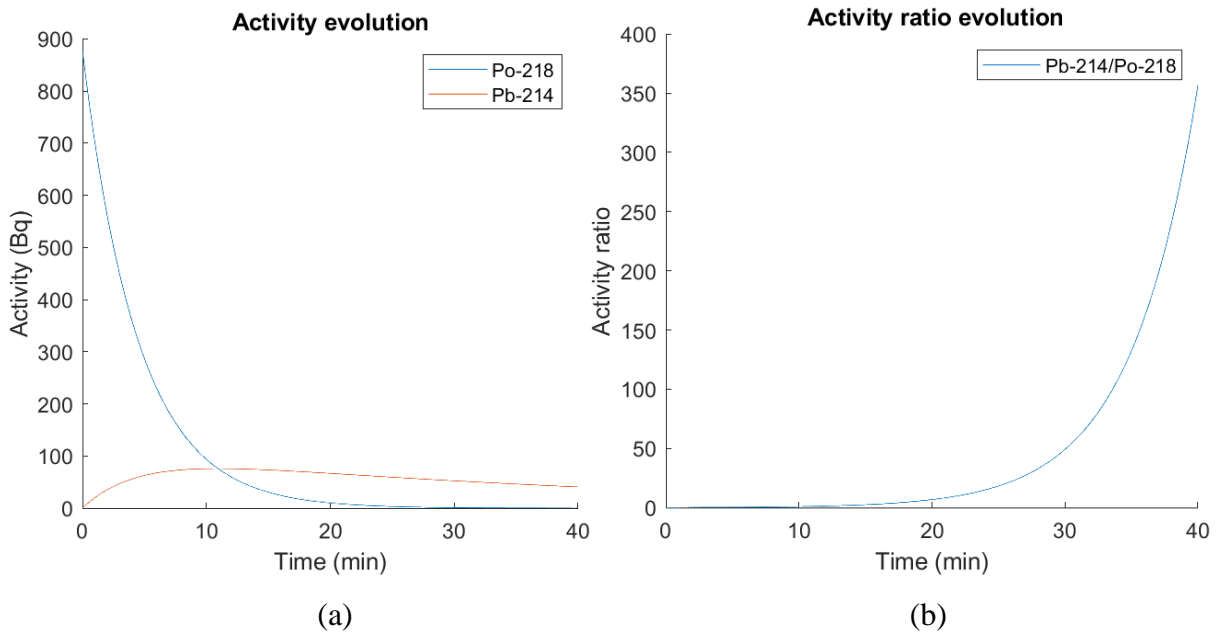 Activity evolution
900
800
700
600
500
400
300
200
100
0
Activity (Bq)
Po-218
Pb-214
0 10 20 30 40
Time (min)
(a)
Activity ratio evolution
400
350
300
250
200
150
100
50
0
Activity ratio
Pb-214/Po-218
0 10 20 30 40
Time (min)
(b)